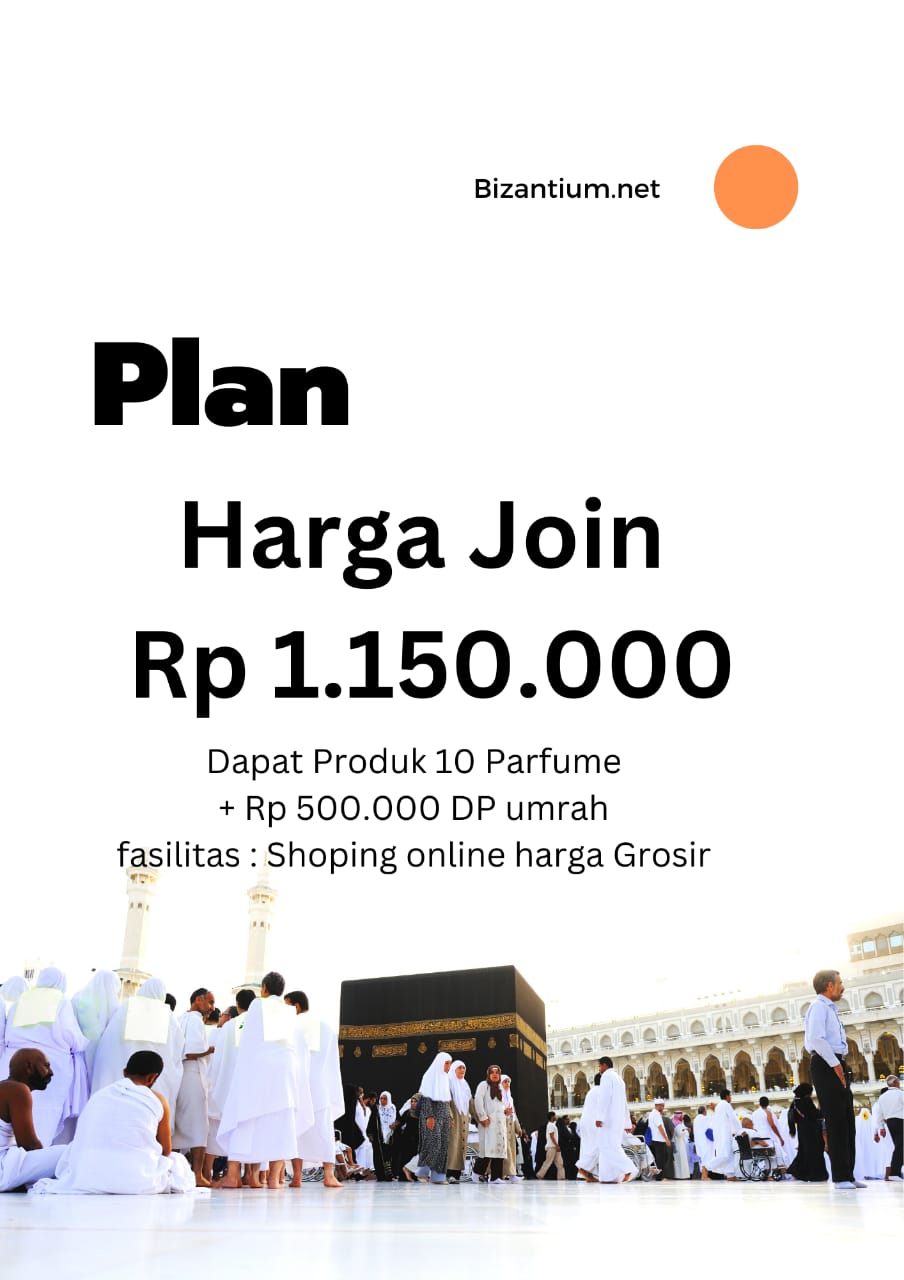 Bizantium.net
Plan
Harga Join
Rp 1.150.000
Dapat Produk 10 Parfume
+ Rp 500.000 DP umrah
fasilitas : Shoping online harga Grosir